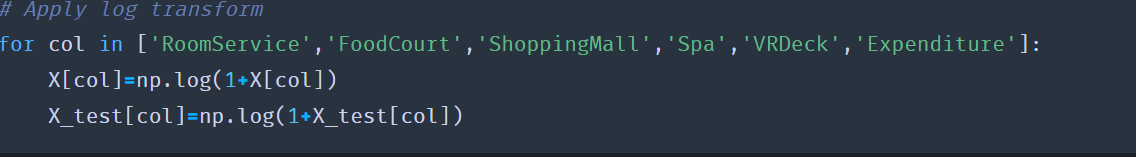 # Apply log transform
for col in ['RoomService','FoodCourt','ShoppingMall','Spa','VRDeck','Expenditure']:
    X[col]=np.log(1+X[col])
    X_test[col]=np.log(1+X_test[col])